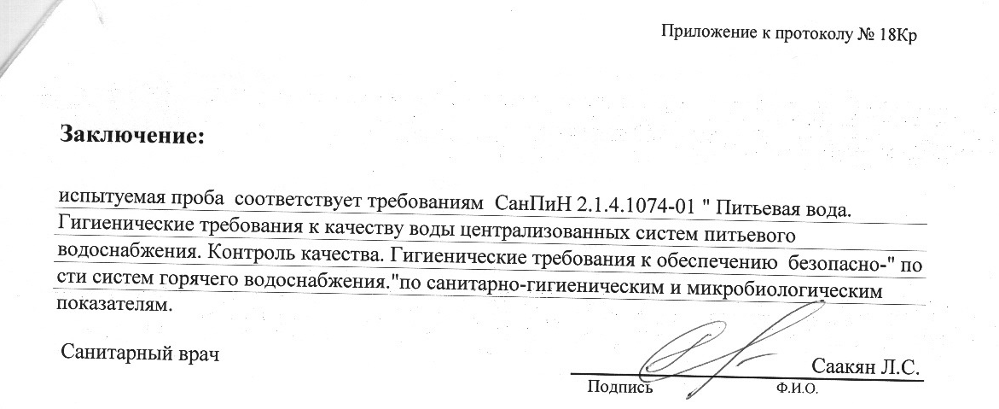 Приложение к протоколу № 18Кр
Заключение:
испытуемая проба соответствует требованиям СанПиН 2.1.4.1074-01 " Питьевая вода.
Гигиенические требования к качеству воды централизованных систем питьевого
водоснабжения. Контроль качества. Гигиенические требования к обеспечению безопасно-" по
сти систем горячего водоснабжения."по санитарно-гигиеническим и микробиологическим
показателям.
Санитарный врач
Саакян Л.С.
Подпись Ф.И.О.